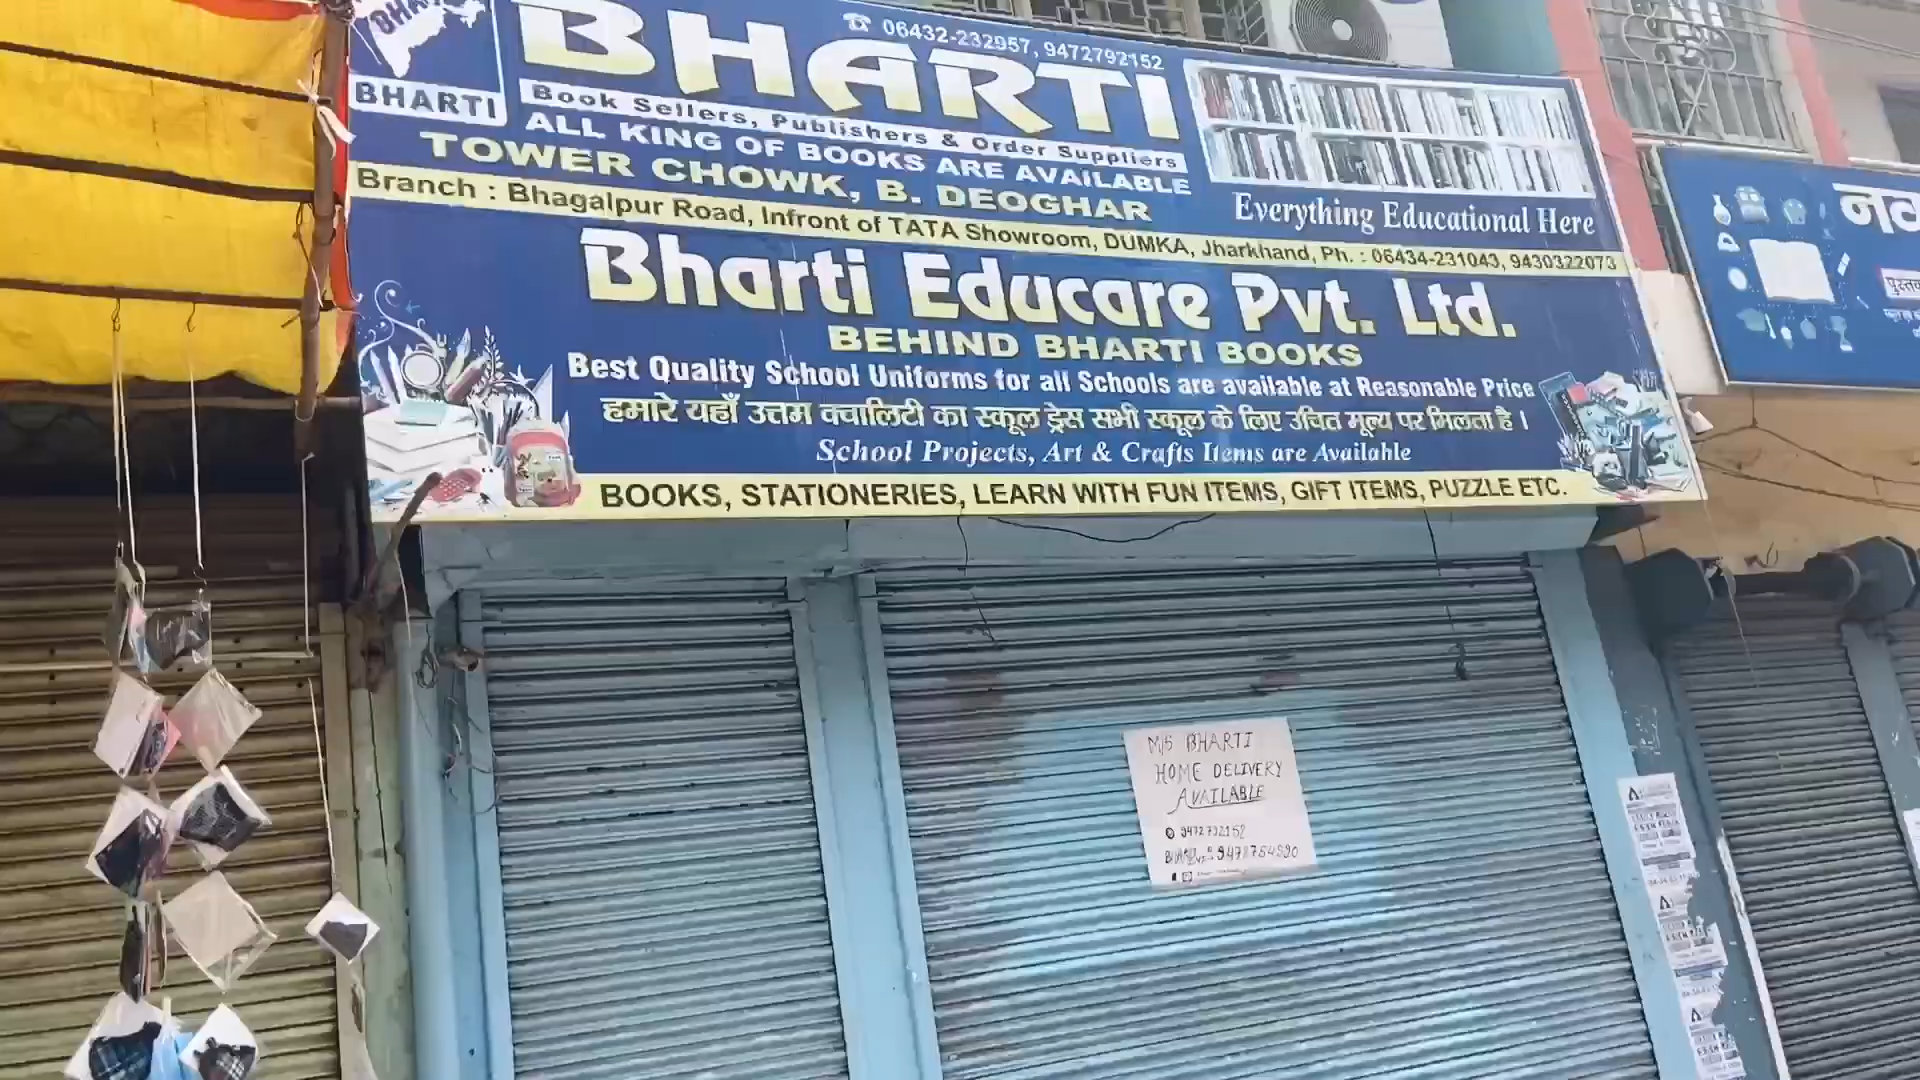 BHARTI
☎ 06432-232957, 9472792152
BHARTI
Book Sellers, Publishers & Order Suppliers
ALL KING OF BOOKS ARE AVAILABLE
TOWER CHOWK, B. DEOGHAR
Everything Educational Here
Branch : Bhagalpur Road, Infront of TATA Showroom, DUMKA, Jharkhand, Ph. : 06434-231043, 9430322073
Bharti Educare Pvt. Ltd.
BEHIND BHARTI BOOKS
Best Quality School Uniforms for all Schools are available at Reasonable Price
हमारे यहाँ उत्तम क्वालिटी का स्कूल ड्रेस सभी स्कूल के लिए उचित मूल्य पर मिलता है ।
School Projects, Art & Crafts Items are Available
BOOKS, STATIONERIES, LEARN WITH FUN ITEMS, GIFT ITEMS, PUZZLE ETC.
M/S BHARTI
HOME DELIVERY
AVAILABLE
9472792152